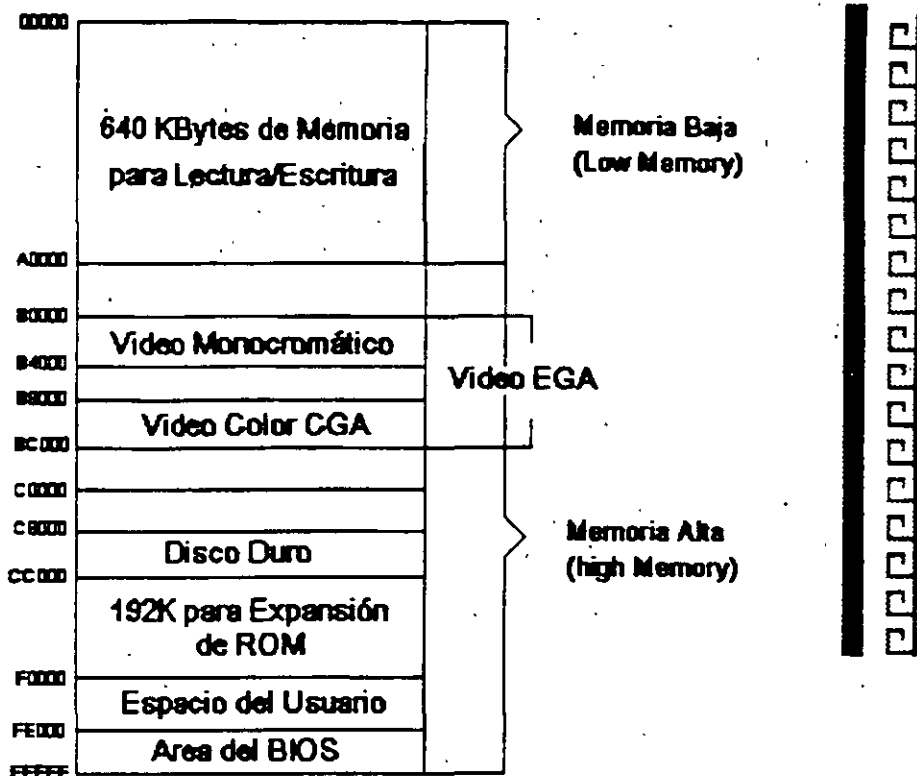 00000
640 KBytes de Memoria
para Lectura/Escritura
Memoria Baja
(Low Memory)
A0000
B0000
Video Monocromático
B4000
Video EGA
B8000
Video Color CGA
BC000
C0000
C8000
Disco Duro
Memoria Alta
(high Memory)
CC000
192K para Expansión
de ROM
F0000
Espacio del Usuario
FE000
Area del BIOS
FFFFF